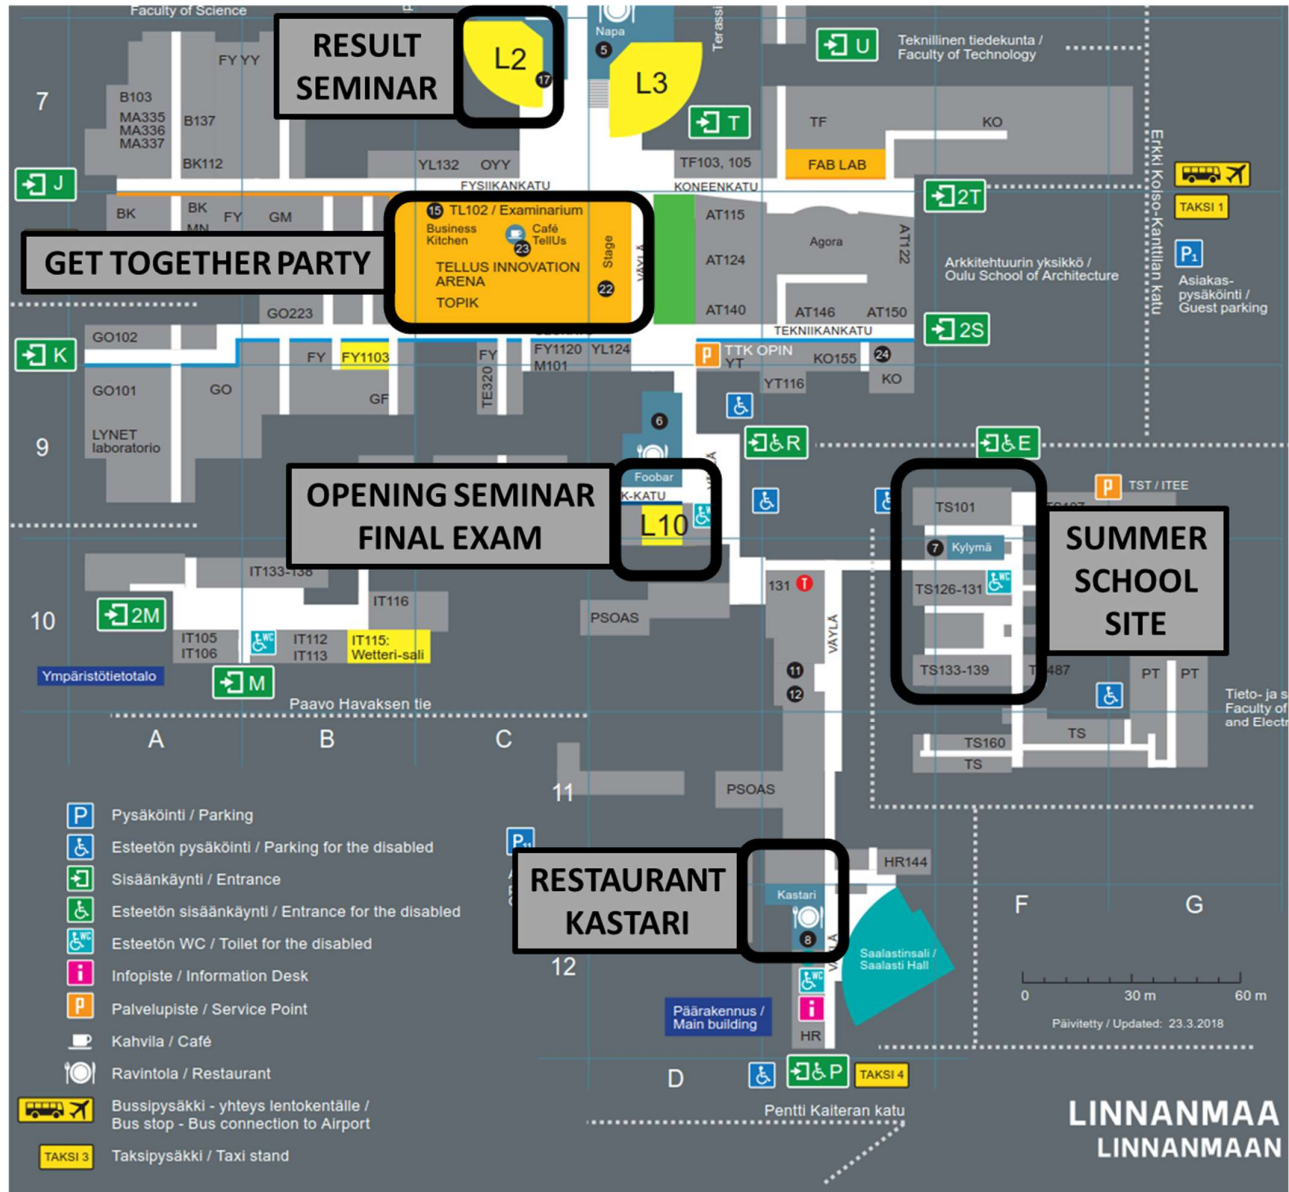 Faculty of Science
RESULT
SEMINAR
L2
17
Napa
5
L3
Terassi
U
Teknillinen tiedekunta /
Faculty of Technology
7
FY YY
B103
MA335
MA336
MA337
B137
BK112
YL132
OYY
T
TF103, 105
TF
KO
FAB LAB
Erkki Koiso-Kanttilan katu
J
FYSIIKANKATU
KONEENKATU
2T
TAKSI 1
BK
BK
MN
FY
GM
15
TL102 / Examinarium
Business
Kitchen
Café
TellUs
23
Stage
VÄYLÄ
TELLUS INNOVATION
ARENA
TOPIK
22
GET TOGETHER PARTY
AT115
AT124
AT140
Agora
AT122
AT146
AT150
Arkkitehtuurin yksikkö /
Oulu School of Architecture
P1
Asiakas-
pysäköinti /
Guest parking
GO223
TEKNIIKANKATU
2S
GO102
K
FY
FY1103
FY
TE320
FY1120
M101
YL124
P
TTK OPIN
YT
KO155
24
YT116
KO
GO101
GO
GF
LYNET
laboratorio
9
6
Foobar
VÄYLÄ
R
E
OPENING SEMINAR
FINAL EXAM
K-KATU
L10
TS101
P
TST / ITEE
7
Kylymä
WC
TS126-131
TS133-139
SUMMER
SCHOOL
SITE
IT133-138
IT116
2M
10
IT105
IT106
WC
IT112
IT113
IT115:
Wetteri-sali
PSOAS
131
T
VÄYLÄ
11
12
PT
PT
Ympäristötietotalo
M
Paavo Havaksen tie
Tieto- ja s
Faculty of
and Electr
A
B
C
TS160
TS
TS
11
PSOAS
P
Pysäköinti / Parking
Esteetön pysäköinti / Parking for the disabled
Sisäänkäynti / Entrance
Esteetön sisäänkäynti / Entrance for the disabled
WC
Esteetön WC / Toilet for the disabled
i
Infopiste / Information Desk
P
Palvelupiste / Service Point
Kahvila / Café
Ravintola / Restaurant
Bussipysäkki - yhteys lentokentälle /
Bus stop - Bus connection to Airport
TAKSI 3
Taksipysäkki / Taxi stand
P11
RESTAURANT
KASTARI
Kastari
8
HR144
VÄYLÄ
F
G
12
Saalastinsali /
Saalasti Hall
WC
i
HR
Päärakennus /
Main building
0
30 m
60 m
Päivitetty / Updated: 23.3.2018
D
P
TAKSI 4
Pentti Kaiteran katu
LINNANMAA
LINNANMAAN